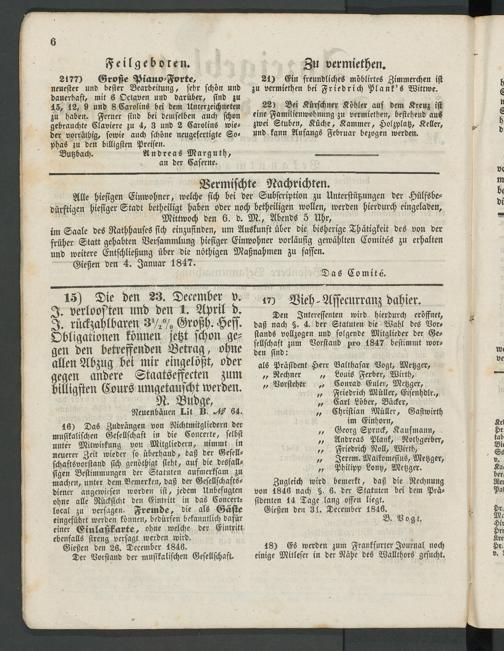 6
Feilgeboten.
2177) Große Piano-Forte,
neuester und bester Bearbeitung, sehr schön und
dauerhaft, mit 6 Octaven und darüber, sind zu
15, 12, 9 und 8 Carolins bei dem Unterzeichneten
zu haben. Ferner sind bei demselben auch schon
gebrauchte Claviere zu 4, 3 und 2 Carolins wie-
der vorräthig, sowie auch schöne neugefertigte So-
phas zu den billigsten Preisen.
Butzbach. Andreas Marguth,
an der Caserne.
Zu vermiethen.
21) Ein freundliches möblirtes Zimmerchen ist
zu vermiethen bei Friedrich Plank's Wittwe.
22) Bei Kürschner Köhler auf dem Kreuz ist
eine Familienwohnung zu vermiethen, bestehend aus
zwei Stuben, Küche, Kammer, Holzplatz, Keller,
und kann Anfangs Februar bezogen werden.
Vermischte Nachrichten.
Alle hiesigen Einwohner, welche sich bei der Subscription zu Unterstützungen der Hülfsbe-
dürftigen hiesiger Stadt betheiligt haben oder noch betheiligen wollen, werden hierdurch eingeladen,
Mittwoch den 6. d. M., Abends 5 Uhr,
im Saale des Rathhauses sich einzufinden, um Auskunft über die bisherige Thätigkeit des von der
früher Statt gehabten Versammlung hiesiger Einwohner vorläufig gewählten Comités zu erhalten
und weitere Entschließung über die nöthigen Maßnahmen zu fassen.
Gießen den 4. Januar 1847.
Das Comité.
15) Die den 23. December v.
J. verloosten und den 1. April d.
J. rückzahlbaren 3½ % Großh. Hess.
Obligationen können jetzt schon ge-
gen den betreffenden Betrag, ohne
allen Abzug bei mir eingelöst, oder
gegen andere Staatseffecten zum
billigsten Cours umgetauscht werden.
N. Budge,
Neuenbäuen Lit B. № 64.
16) Das Zudrängen von Nichtmitgliedern der
musikalischen Gesellschaft in die Concerte, selbst
unter Mitwirkung von Mitgliedern, nimmt in
neuerer Zeit wieder so überhand, daß der Gesell-
schaftsvorstand sich genöthigt sieht, auf die desfall-
sigen Bestimmungen der Statuten aufmerksam zu
machen, unter dem Bemerken, daß der Gesellschafts-
diener angewiesen worden ist, jedem Unbefugten
ohne alle Rücksicht den Eintritt in das Concert-
local zu versagen. Fremde, die als Gäste
eingeführt werden können, bedürfen bekanntlich dafür
einer Einlaßkarte, ohne welche der Eintritt
ebenfalls streng versagt werden wird.
Gießen den 26. December 1846.
Der Vorstand der musikalischen Gesellschaft.
17) Vieh-Assecurranz dahier.
Den Interessenten wird hierdurch eröffnet,
daß nach §. 4. der Statuten die Wahl des Vor-
stands vollzogen und folgende Mitglieder der Ge-
sellschaft zum Vorstand pro 1847 bestimmt wor-
den sind:
als Präsident Herr Balthasar Vogt, Metzger,
„ Rechner „ Louis Ferber, Wirth,
„ Vorsteher „ Conrad Euler, Metzger,
„ Friedrich Müller, Eisenhdlr.,
„ Carl Löber, Bäcker,
„ Christian Müller, Gastwirth
im Einhorn,
„ Georg Spruck, Kaufmann,
„ Andreas Plank, Rothgerber,
„ Friedrich Noll, Wirth,
„ Jerem. Malkomesius, Metzger,
„ Philipp Lony, Metzger.
Zugleich wird bemerkt, daß die Rechnung
von 1846 nach §. 6. der Statuten bei dem Prä-
sidenten 14 Tage lang offen liegt.
Gießen den 31. December 1846.
B. Vogt.
18) Es werden zum Frankfurter Journal noch
einige Mitleser in der Nähe des Wallthors gesucht.